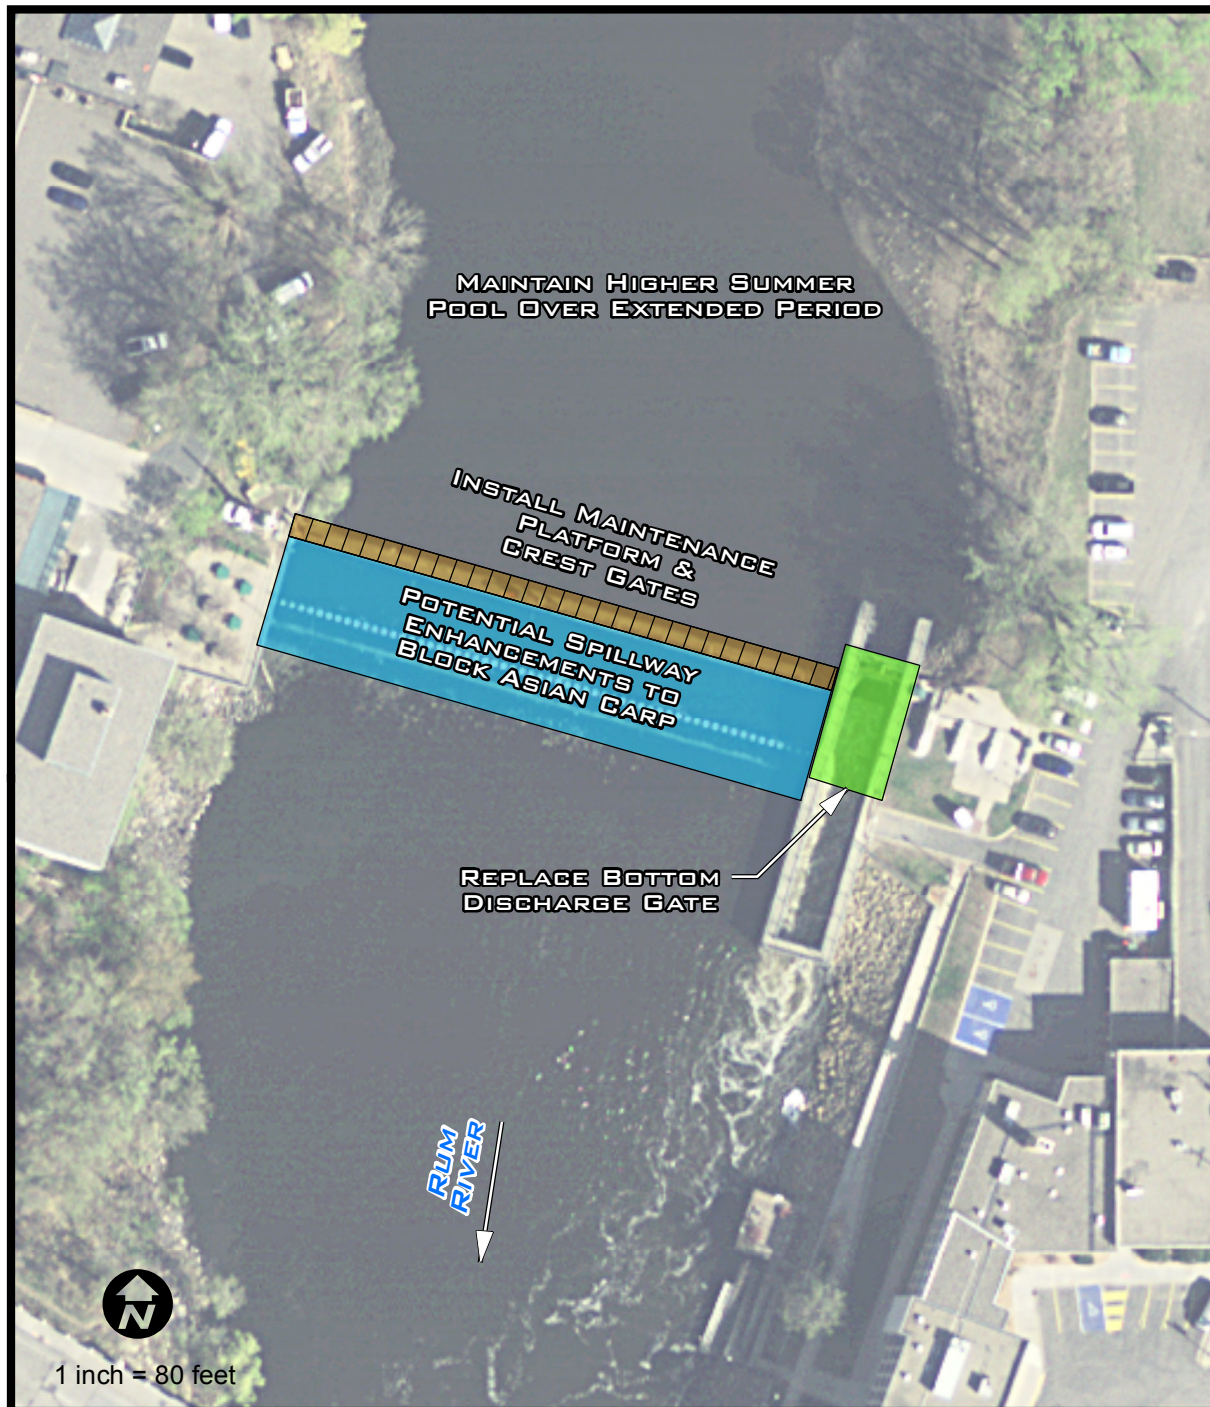 MAINTAIN HIGHER SUMMER
POOL OVER EXTENDED PERIOD
INSTALL MAINTENANCE
PLATFORM &
CREST GATES
POTENTIAL SPILLWAY
ENHANCEMENTS TO
BLOCK ASIAN CARP
REPLACE BOTTOM
DISCHARGE GATE
RUM
RIVER
N
1 inch = 80 feet